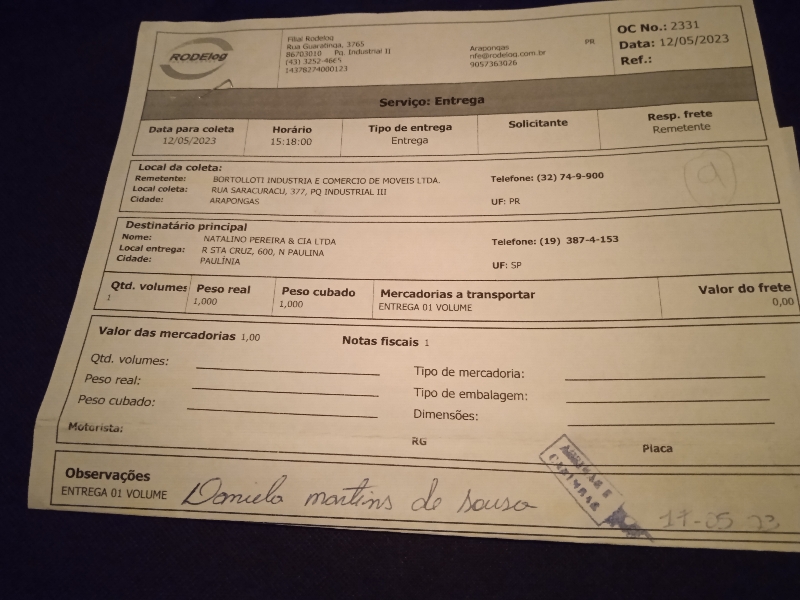 RODElog
Filial Rodelog
Rua Guaratinga, 3765
86703010 Pq. Industrial II
(43) 3252-4665
14378274000123
Arapongas PR
nfe@rodelog.com.br
9057363026
OC No.: 2331
Data: 12/05/2023
Ref.:
Serviço: Entrega
Data para coleta Horário Tipo de entrega Solicitante Resp. frete
12/05/2023 15:18:00 Entrega Remetente
Local da coleta:
Remetente: BORTOLLOTI INDUSTRIA E COMERCIO DE MOVEIS LTDA. Telefone: (32) 74-9-900
Local coleta: RUA SARACURACU, 377, PQ INDUSTRIAL III
Cidade: ARAPONGAS UF: PR
9
Destinatário principal
Nome: NATALINO PEREIRA & CIA LTDA Telefone: (19) 387-4-153
Local entrega: R STA CRUZ, 600, N PAULINA
Cidade: PAULÍNIA UF: SP
Qtd. volumes Peso real Peso cubado Mercadorias a transportar Valor do frete
1 1,000 1,000 ENTREGA 01 VOLUME 0,00
Valor das mercadorias 1,00 Notas fiscais 1
Qtd. volumes: Tipo de mercadoria:
Peso real: Tipo de embalagem:
Peso cubado: Dimensões:
Motorista: RG Placa
Observações
ENTREGA 01 VOLUME Daniela martins de sousa
17-05 23